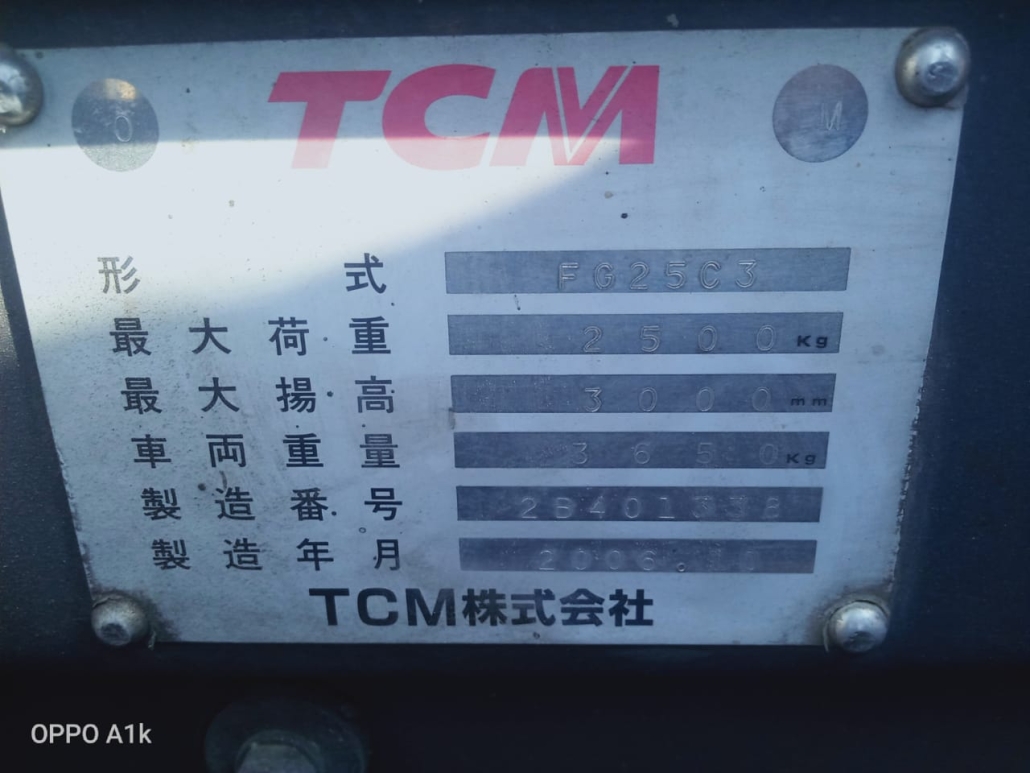 O
TCM
M
形式 FG25C3
最大荷重 2500 Kg
最大揚高 3000 mm
車両重量 3650 Kg
製造番号
製造年月 2006.10
TCM株式会社
OPPO A1k